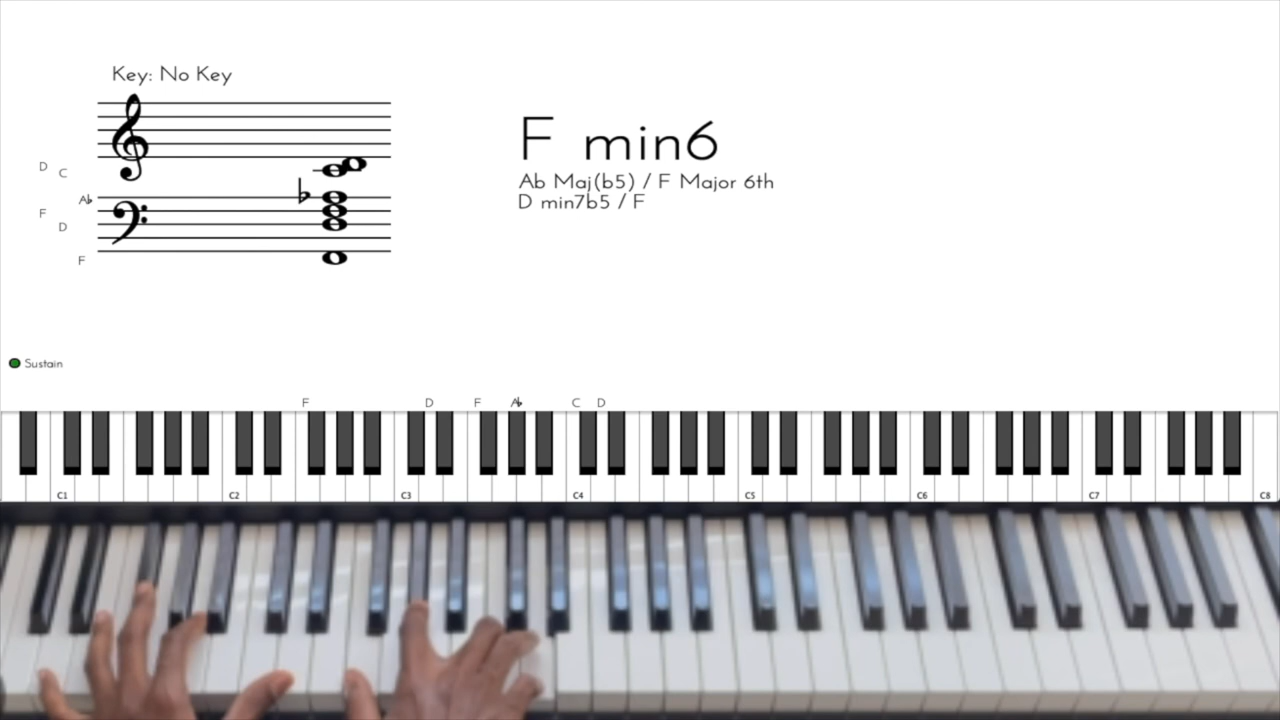 Key: No Key
D
C
Ab
F
D
F
F min6
Ab Maj(b5) / F Major 6th
D min7b5 / F
Sustain
F D F Ab C D
C1 C2 C3 C4 C5 C6 C7 C8